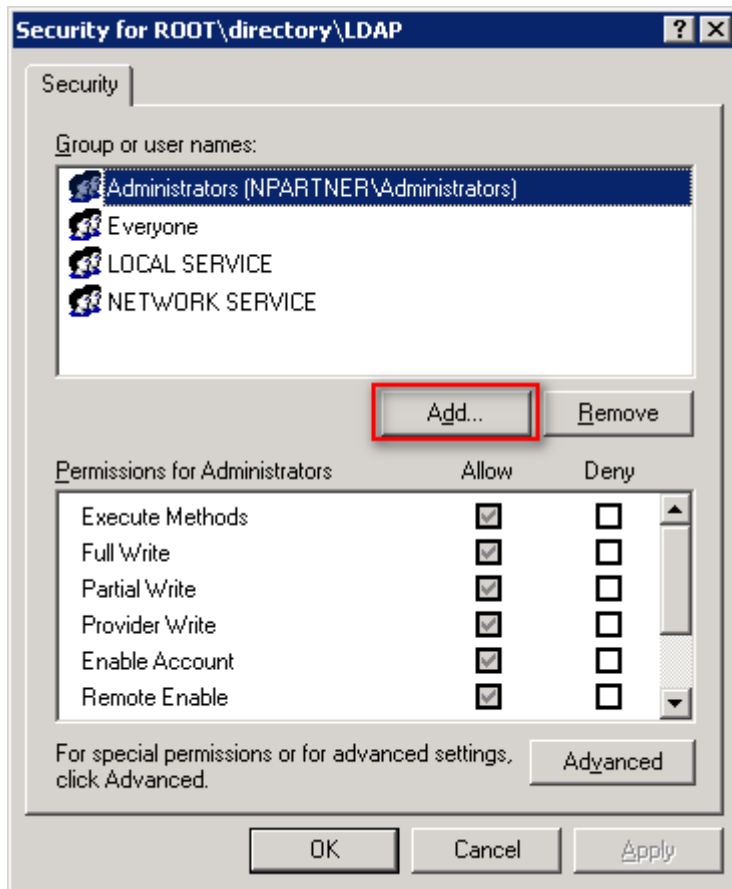 Security for ROOT\directory\LDAP
Security
Group or user names:
Administrators (NPARTNER\Administrators)
Everyone
LOCAL SERVICE
NETWORK SERVICE
Add... Remove
Permissions for Administrators Allow Deny
Execute Methods
Full Write
Partial Write
Provider Write
Enable Account
Remote Enable
For special permissions or for advanced settings,
click Advanced.
Advanced
OK Cancel Apply